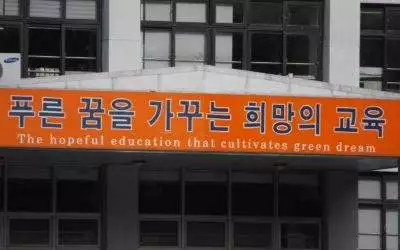 푸른 꿈을 가꾸는 희망의 교육
The hopeful education that cultivates green dream